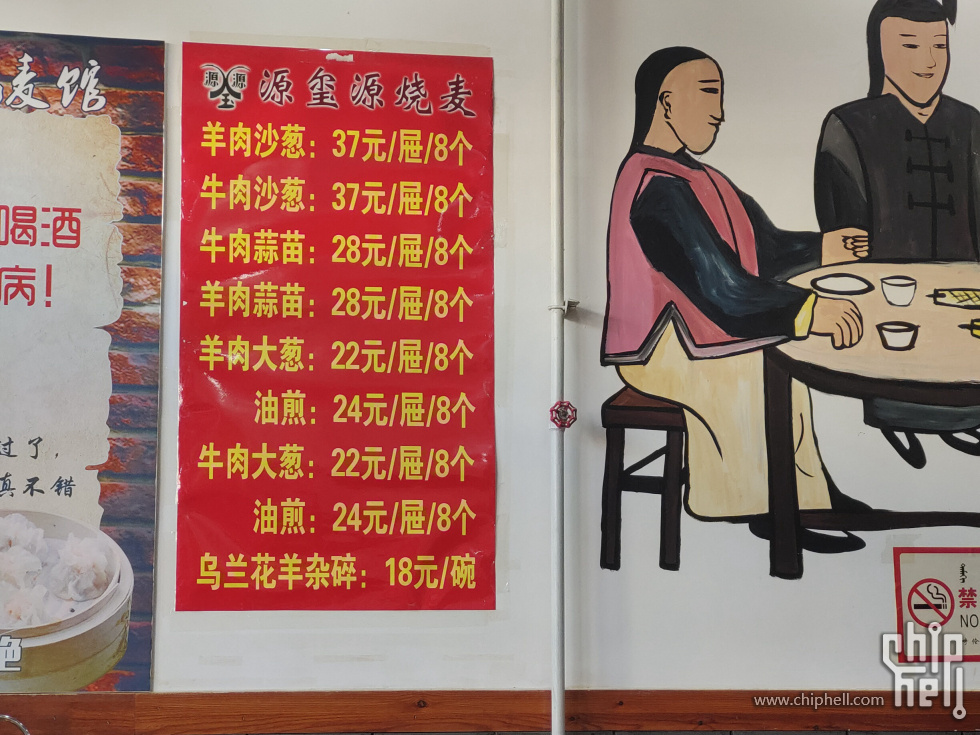 麦馆
喝酒
病!
过了,
真不错
绝
源源
源玺源烧麦
羊肉沙葱:37元/屉/8个
牛肉沙葱:37元/屉/8个
牛肉蒜苗:28元/屉/8个
羊肉蒜苗:28元/屉/8个
羊肉大葱:22元/屉/8个
油煎:24元/屉/8个
牛肉大葱:22元/屉/8个
油煎:24元/屉/8个
乌兰花羊杂碎:18元/碗
禁
NO
chip
hell
www.chiphell.com